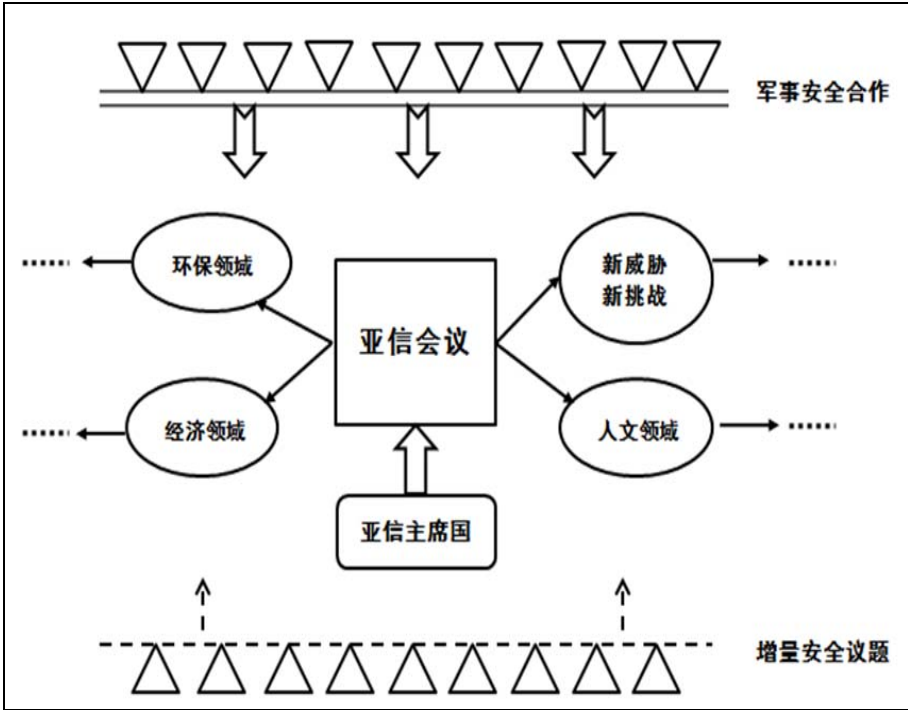 军事安全合作
环保领域
新威胁
新挑战
亚信会议
经济领域
人文领域
亚信主席国
增量安全议题